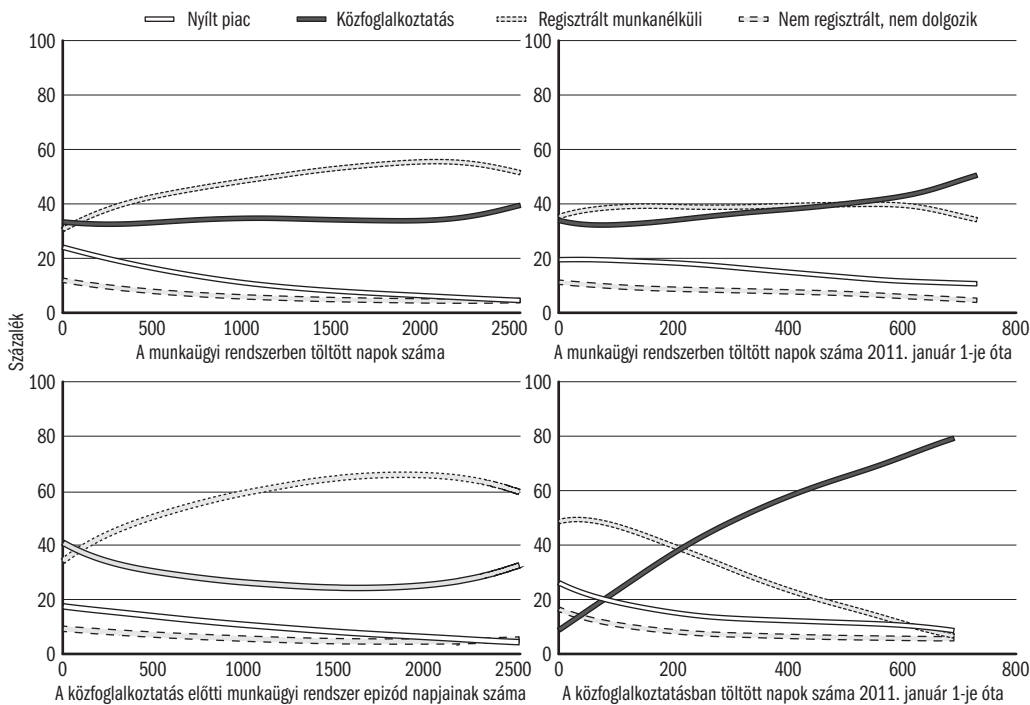 Nyílt piac Közfoglalkoztatás Regisztrált munkanélküli Nem regisztrált, nem dolgozik
Százalék
100
80
60
40
20
0
0 500 1000 1500 2000 2500
A munkaügyi rendszerben töltött napok száma
100
80
60
40
20
0
0 200 400 600 800
A munkaügyi rendszerben töltött napok száma 2011. január 1-je óta
100
80
60
40
20
0
0 500 1000 1500 2000 2500
A közfoglalkoztatás előtti munkaügyi rendszer epizód napjainak száma
100
80
60
40
20
0
0 200 400 600 800
A közfoglalkoztatásban töltött napok száma 2011. január 1-je óta